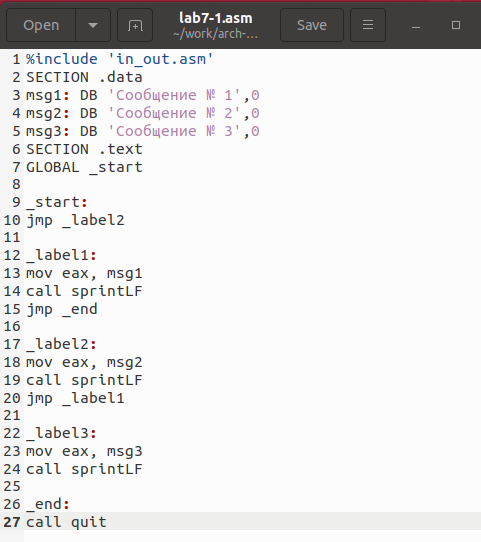 Open
lab7-1.asm
~/work/arch-...
Save
1 %include 'in_out.asm'
2 SECTION .data
3 msg1: DB 'Сообщение № 1',0
4 msg2: DB 'Сообщение № 2',0
5 msg3: DB 'Сообщение № 3',0
6 SECTION .text
7 GLOBAL _start
8
9 _start:
10 jmp _label2
11
12 _label1:
13 mov eax, msg1
14 call sprintLF
15 jmp _end
16
17 _label2:
18 mov eax, msg2
19 call sprintLF
20 jmp _label1
21
22 _label3:
23 mov eax, msg3
24 call sprintLF
25
26 _end:
27 call quit